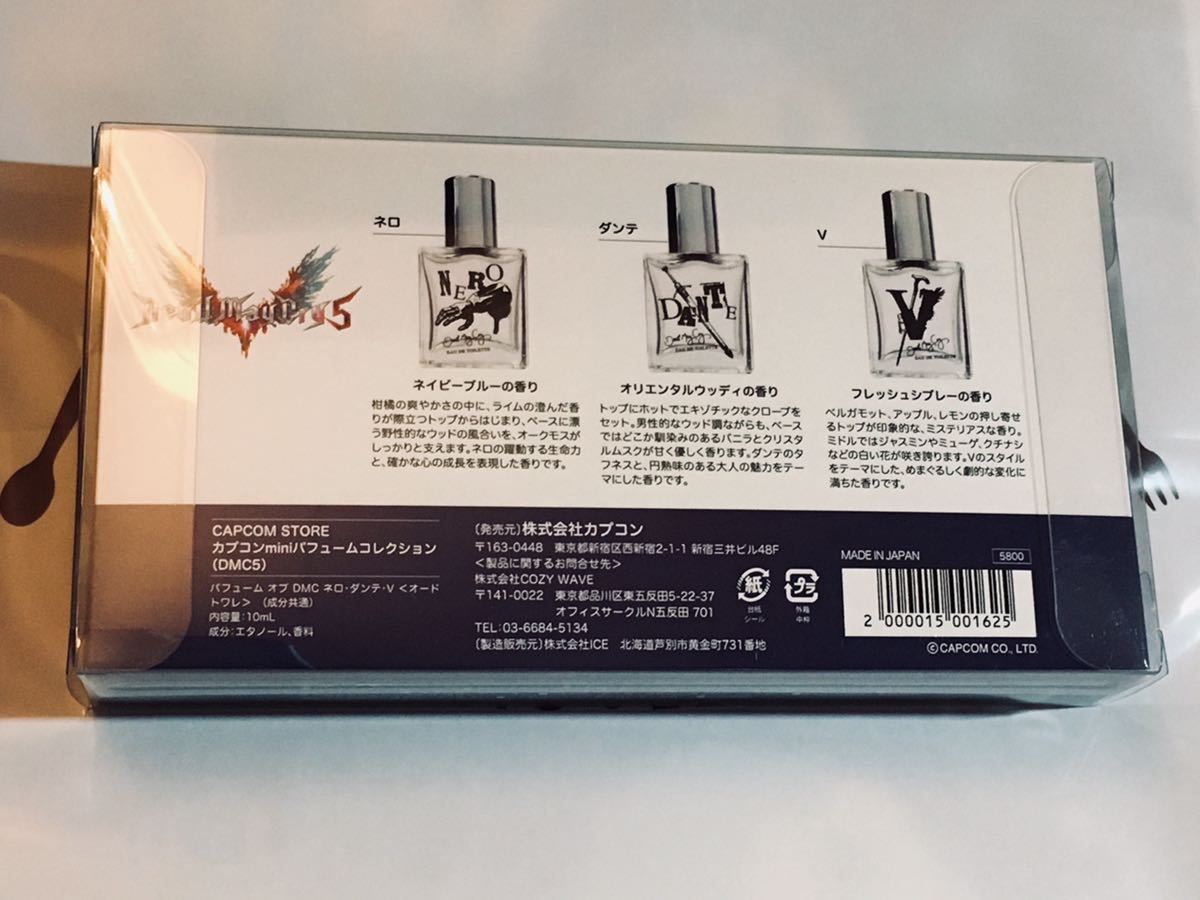 Devil May Cry 5
ネロ
NERO
EAU DE TOILETTE
ネイビーブルーの香り
柑橘の爽やかさの中に、ライムの澄んだ香
りが際立つトップからはじまり、ベースに漂
う野性的なウッドの風合いを、オークモスが
しっかりと支えます。ネロの躍動する生命力
と、確かな心の成長を表現した香りです。
ダンテ
DANTE
EAU DE TOILETTE
オリエンタルウッディの香り
トップにホットでエキゾチックなクローブを
セット。男性的なウッド調ながらも、ベース
ではどこか馴染みのあるバニラとクリスタ
ルムスクが甘く優しく香ります。ダンテのタ
フネスと、円熟味のある大人の魅力をテー
マにした香りです。
V
V
EAU DE TOILETTE
フレッシュシプレーの香り
ベルガモット、アップル、レモンの押し寄せ
るトップが印象的な、ミステリアスな香り。
ミドルではジャスミンやミューゲ、クチナシ
などの白い花が咲き誇ります。Vのスタイル
をテーマにした、めまぐるしく劇的な変化に
満ちた香りです。
CAPCOM STORE
カプコンminiパフュームコレクション
(DMC5)
パフューム オブ DMC ネロ・ダンテ・V <オード
トワレ> (成分共通)
内容量:10mL
成分:エタノール、香料
〔発売元〕株式会社カプコン
〒163-0448 東京都新宿区西新宿2-1-1 新宿三井ビル48F
<製品に関するお問合せ先>
株式会社COZY WAVE
〒141-0022 東京都品川区東五反田5-22-37
オフィスサークルN五反田 701
TEL:03-6684-5134
〔製造販売元〕株式会社ICE 北海道芦別市黄金町731番地
紙
台紙
シール
プラ
外箱
中枠
MADE IN JAPAN
5800
2 000015 001625
©CAPCOM CO., LTD.